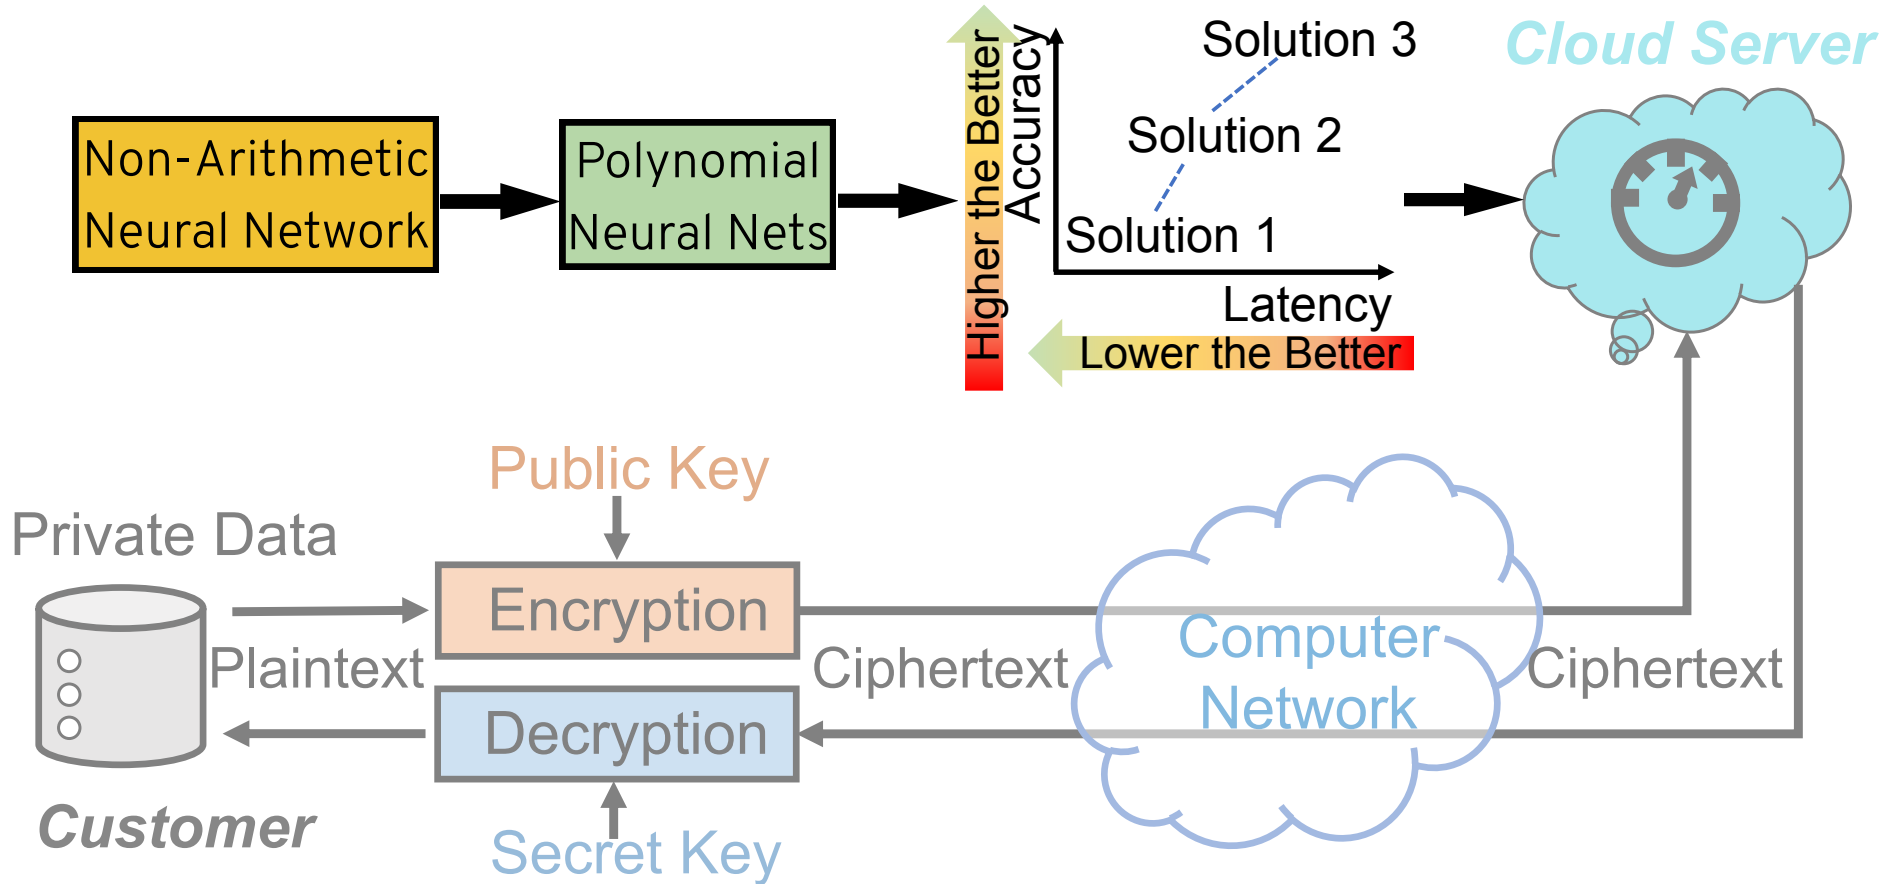 Non-Arithmetic
Neural Network
Polynomial
Neural Nets
Higher the Better
Accuracy
Solution 3
Solution 2
Solution 1
Latency
Lower the Better
Cloud Server
Public Key
Private Data
Encryption
Plaintext
Ciphertext
Computer
Network
Ciphertext
Decryption
Customer
Secret Key